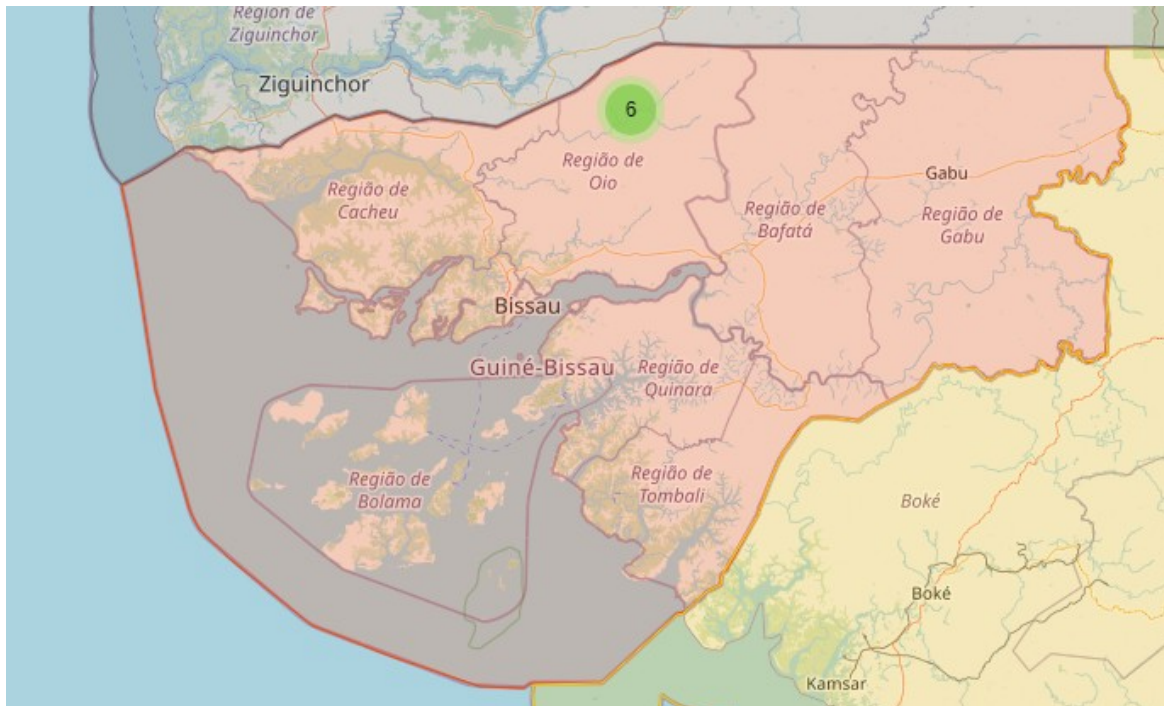 Région de
Ziguinchor
Ziguinchor
6
Região de
Oio
Gabu
Região de
Cacheu
Região de
Bafatá
Região de
Gabu
Bissau
Guiné-Bissau
Região de
Quinara
Região de
Bolama
Região de
Tombali
Boké
Boké
Kamsar